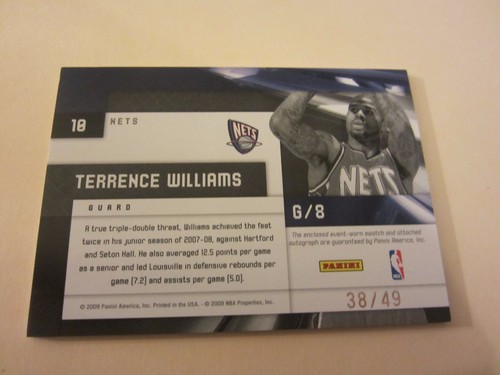 18
NETS
NETS
TERRENCE WILLIAMS
GUARD
A true triple-double threat, Williams achieved the feat
twice in his junior season of 2007-08, against Hartford
and Seton Hall. He also averaged 12.5 points per game
as a senior and led Louisville in defensive rebounds per
game (7.2) and assists per game (5.0).
© 2009 Panini America, Inc. Printed in the USA. - © 2009 NBA Properties, Inc.
NETS
G/8
The enclosed event-worn swatch and attached
autograph are guaranteed by Panini America, Inc.
PANINI
NBA
38/49